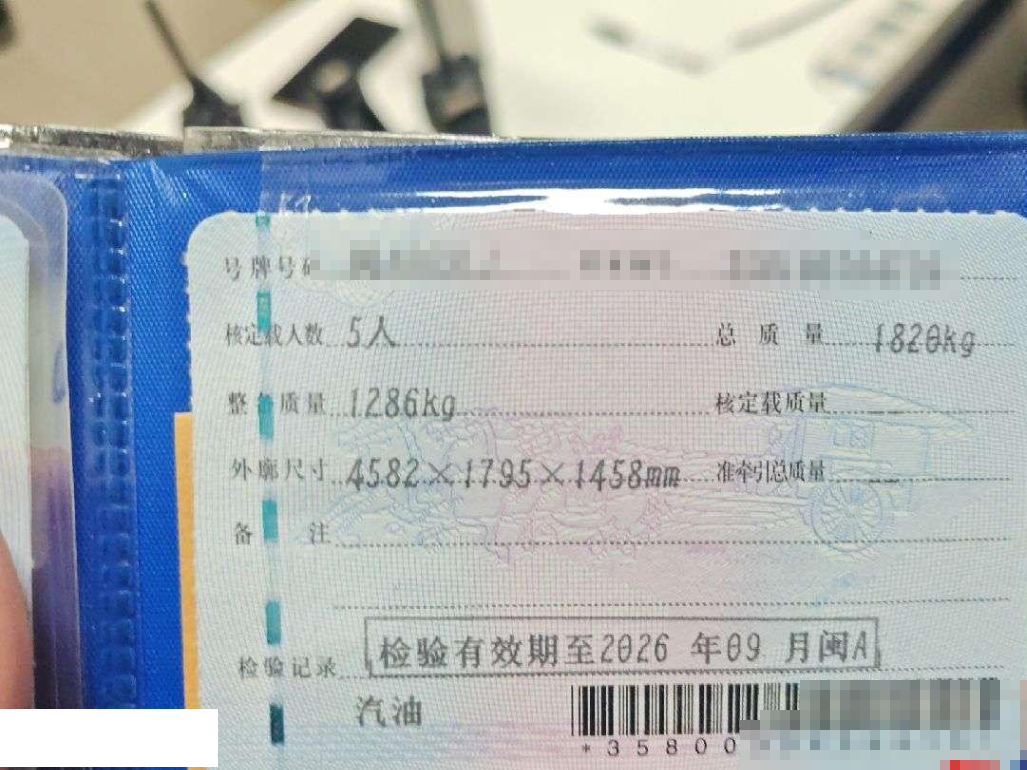 号牌号码
核定载人数 5人 总质量 1820kg
整备质量 1286kg 核定载质量 --
外廓尺寸 4582×1795×1458mm 准牵引总质量 --
备注
检验记录 检验有效期至2026年09月闽A
汽油
*35800